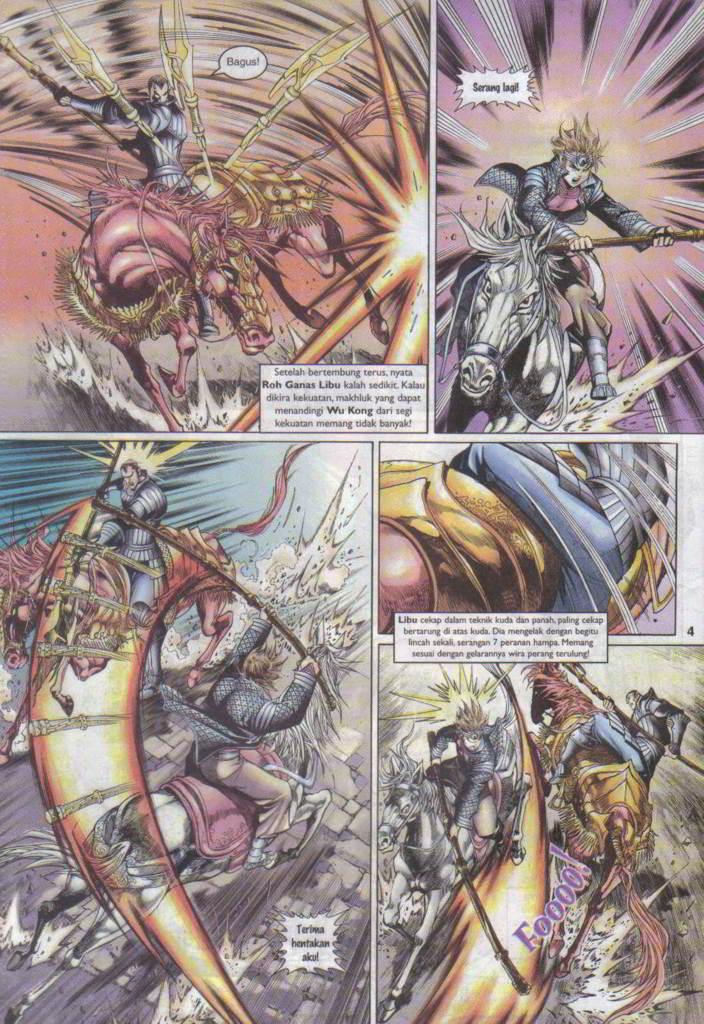 Bagus!
Serang lagi!
Setelah bertembung terus, nyata
Roh Ganas Libu kalah sedikit. Kalau
dikira kekuatan, makhluk yang dapat
menandingi Wu Kong dari segi
kekuatan memang tidak banyak!
Libu cekap dalam teknik kuda dan panah, paling cekap
bertarung di atas kuda. Dia mengelak dengan begitu
lincah sekali, serangan 7 peranan hampa. Memang
sesuai dengan gelarannya wira perang terulung!
4
Terima
hentakan
aku!
Foooo!